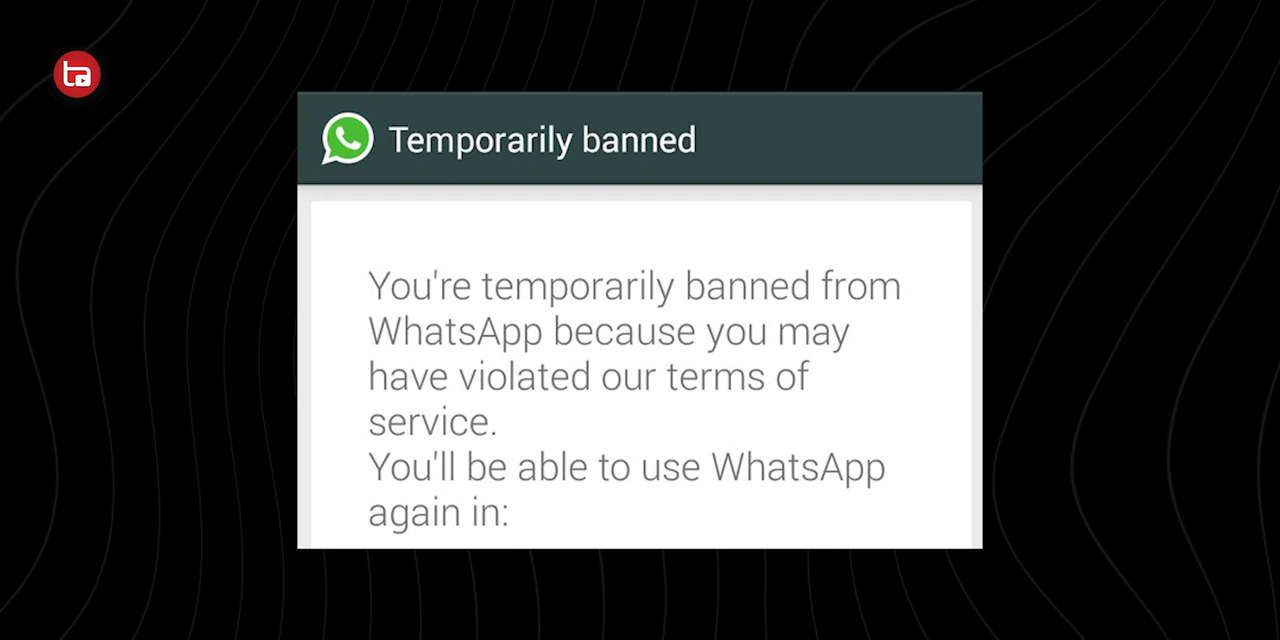 ta
Temporarily banned
You're temporarily banned from
WhatsApp because you may
have violated our terms of
service.
You'll be able to use WhatsApp
again in: